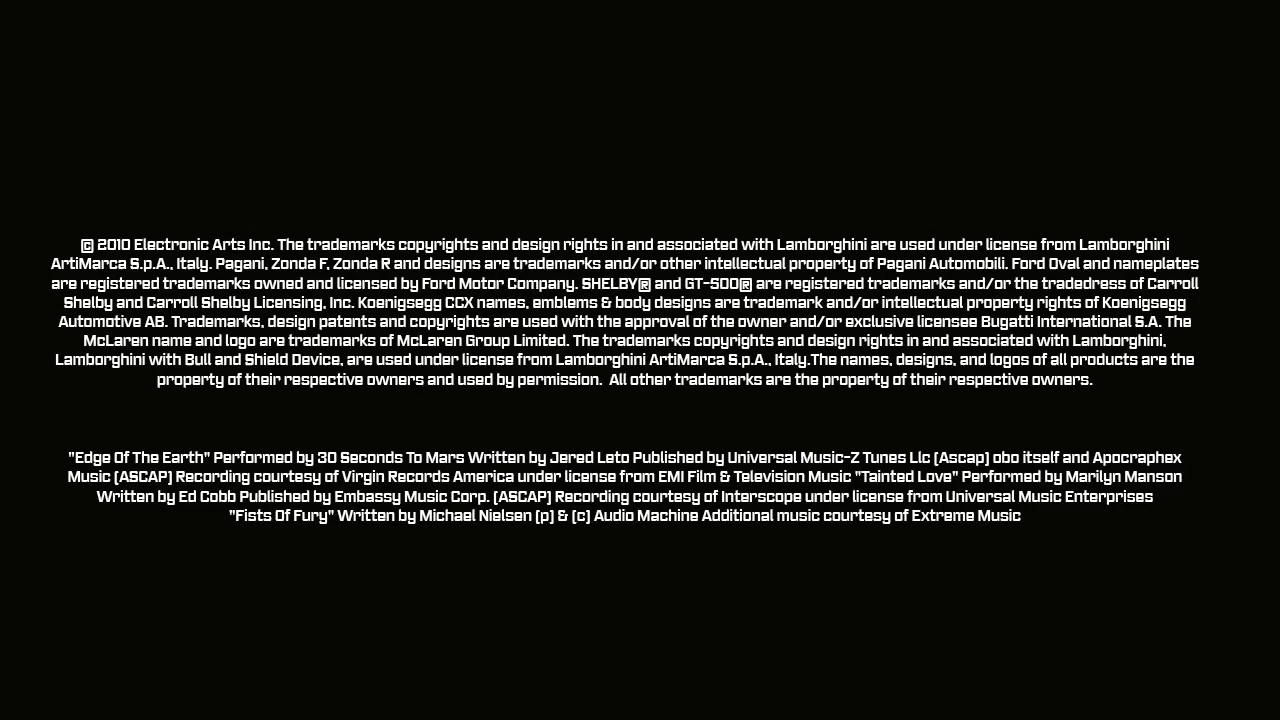 © 2010 Electronic Arts Inc. The trademarks copyrights and design rights in and associated with Lamborghini are used under license from Lamborghini
ArtiMarca S.p.A., Italy. Pagani, Zonda F, Zonda R and designs are trademarks and/or other intellectual property of Pagani Automobili. Ford Oval and nameplates
are registered trademarks owned and licensed by Ford Motor Company. SHELBY® and GT-500® are registered trademarks and/or the tradedress of Carroll
Shelby and Carroll Shelby Licensing, Inc. Koenigsegg CCX names, emblems & body designs are trademark and/or intellectual property rights of Koenigsegg
Automotive AB. Trademarks, design patents and copyrights are used with the approval of the owner and/or exclusive licensee Bugatti International S.A. The
McLaren name and logo are trademarks of McLaren Group Limited. The trademarks copyrights and design rights in and associated with Lamborghini,
Lamborghini with Bull and Shield Device, are used under license from Lamborghini ArtiMarca S.p.A., Italy.The names, designs, and logos of all products are the
property of their respective owners and used by permission.  All other trademarks are the property of their respective owners.
"Edge Of The Earth" Performed by 30 Seconds To Mars Written by Jered Leto Published by Universal Music-Z Tunes Llc (Ascap) obo itself and Apocraphex
Music (ASCAP) Recording courtesy of Virgin Records America under license from EMI Film & Television Music "Tainted Love" Performed by Marilyn Manson
Written by Ed Cobb Published by Embassy Music Corp. (ASCAP) Recording courtesy of Interscope under license from Universal Music Enterprises
"Fists Of Fury" Written by Michael Nielsen (p) & (c) Audio Machine Additional music courtesy of Extreme Music